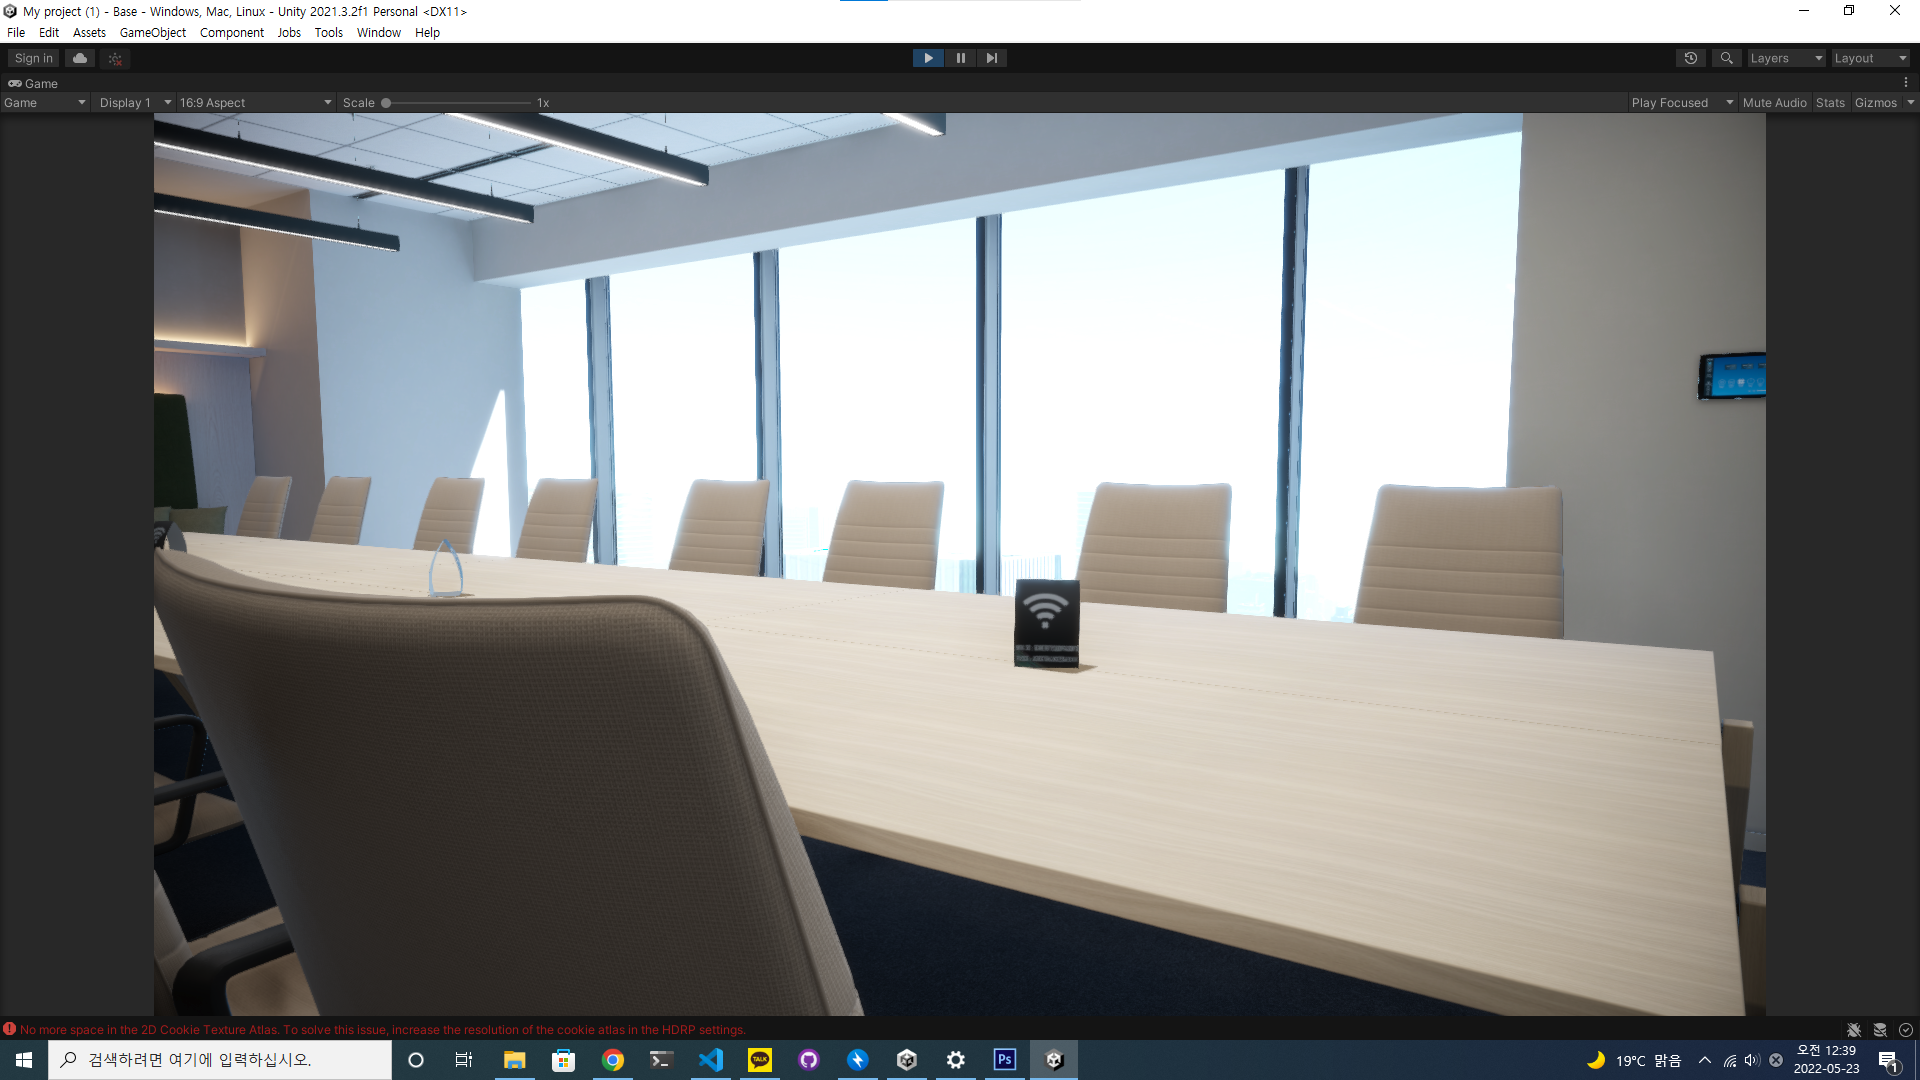 My project (1) - Base - Windows, Mac, Linux - Unity 2021.3.2f1 Personal <DX11>
File Edit Assets GameObject Component Jobs Tools Window Help
Sign in
Layers Layout
Game
Game Display 1 16:9 Aspect Scale 1x Play Focused Mute Audio Stats Gizmos
No more space in the 2D Cookie Texture Atlas. To solve this issue, increase the resolution of the cookie atlas in the HDRP settings.
검색하려면 여기에 입력하십시오.
TALK
Ps
19°C 맑음
오전 12:39
2022-05-23
1